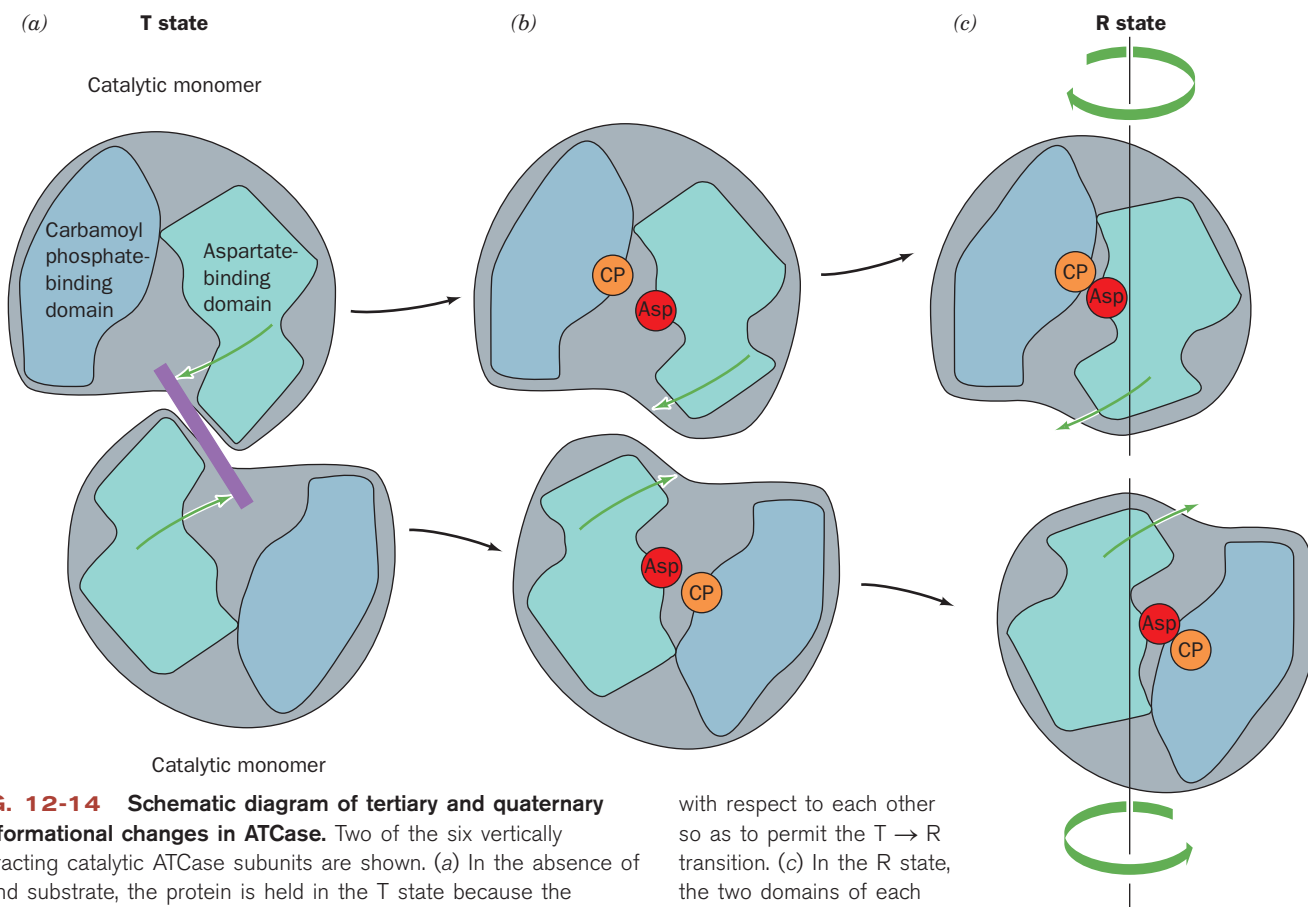 (a) T state
(b)
(c) R state
Catalytic monomer
Carbamoyl
phosphate-
binding
domain
Aspartate-
binding
domain
CP
Asp
CP
Asp
Asp
CP
Asp
CP
Catalytic monomer
G. 12-14 Schematic diagram of tertiary and quaternary
formational changes in ATCase. Two of the six vertically
racting catalytic ATCase subunits are shown. (a) In the absence of
nd substrate, the protein is held in the T state because the
with respect to each other
so as to permit the T → R
transition. (c) In the R state,
the two domains of each